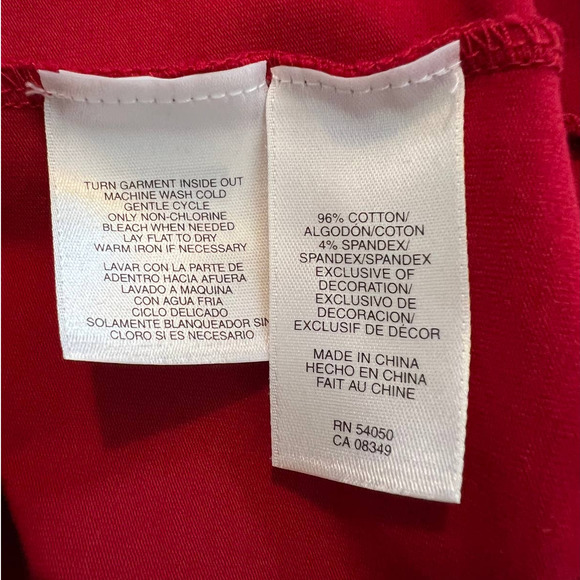 TURN GARMENT INSIDE OUT
MACHINE WASH COLD
GENTLE CYCLE
ONLY NON-CHLORINE
BLEACH WHEN NEEDED
LAY FLAT TO DRY
WARM IRON IF NECESSARY
LAVAR CON LA PARTE DE
ADENTRO HACIA AFUERA
LAVADO A MAQUINA
CON AGUA FRIA
CICLO DELICADO
SOLAMENTE BLANQUEADOR SIN
CLORO SI ES NECESARIO
96% COTTON/
ALGODÓN/COTON
4% SPANDEX/
SPANDEX/SPANDEX
EXCLUSIVE OF
DECORATION/
EXCLUSIVO DE
DECORACION/
EXCLUSIF DE DÉCOR
MADE IN CHINA
HECHO EN CHINA
FAIT AU CHINE
RN 54050
CA 08349